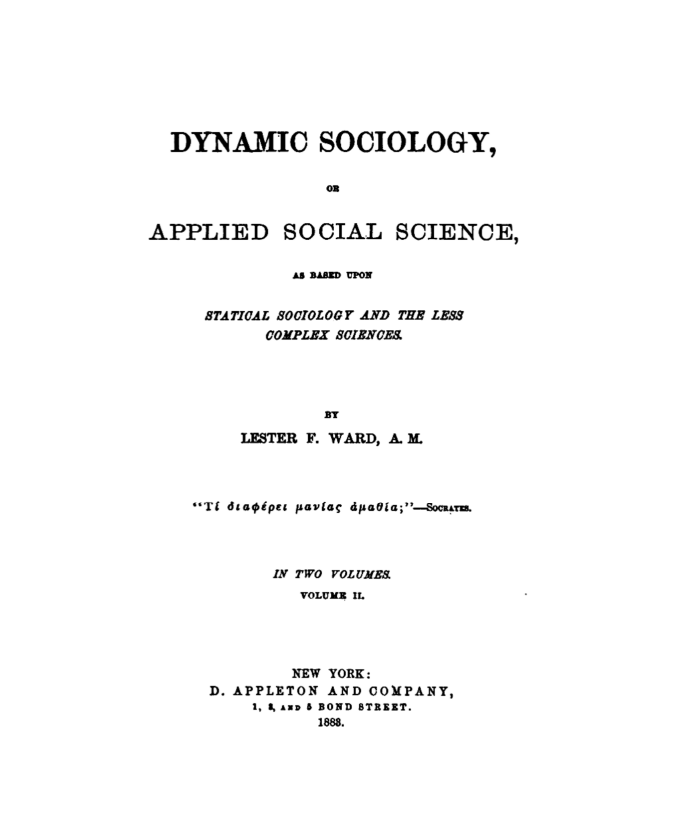 DYNAMIC SOCIOLOGY,
OR
APPLIED SOCIAL SCIENCE,
AS BASED UPON
STATICAL SOCIOLOGY AND THE LESS
COMPLEX SCIENCES.
BY
LESTER F. WARD, A. M.
“Τί διαφέρει μανίας ἀμαθία;”—SOCRATES.
IN TWO VOLUMES.
VOLUME II.
NEW YORK:
D. APPLETON AND COMPANY,
1, 3, AND 5 BOND STREET.
1883.